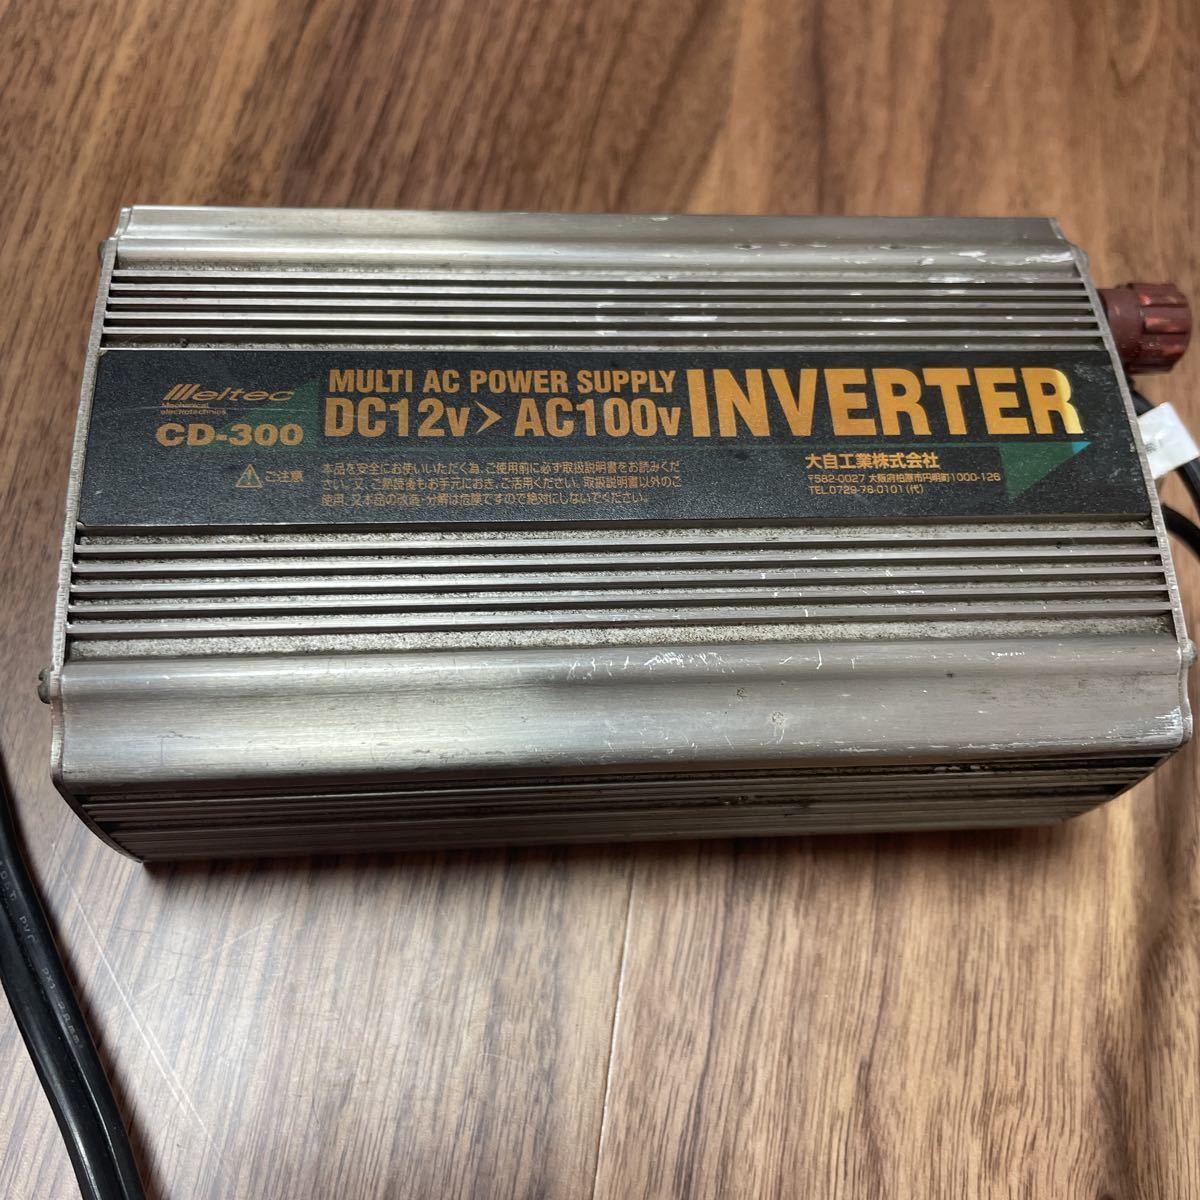 Meltec
Mechanical
electrotechnics
CD-300
MULTI AC POWER SUPPLY
DC12v > AC100v
INVERTER
ご注意
本品を安全にお使いいただく為、ご使用前に必ず取扱説明書をお読みくだ
さい。又、ご熟読後もお手元におき、ご活用ください。取扱説明書以外のご
使用、又本品の改造・分解は危険ですので絶対にしないでください。
大自工業株式会社
〒582-0027 大阪府柏原市円明町1000-126
TEL.0729-76-0101 (代)
PVC